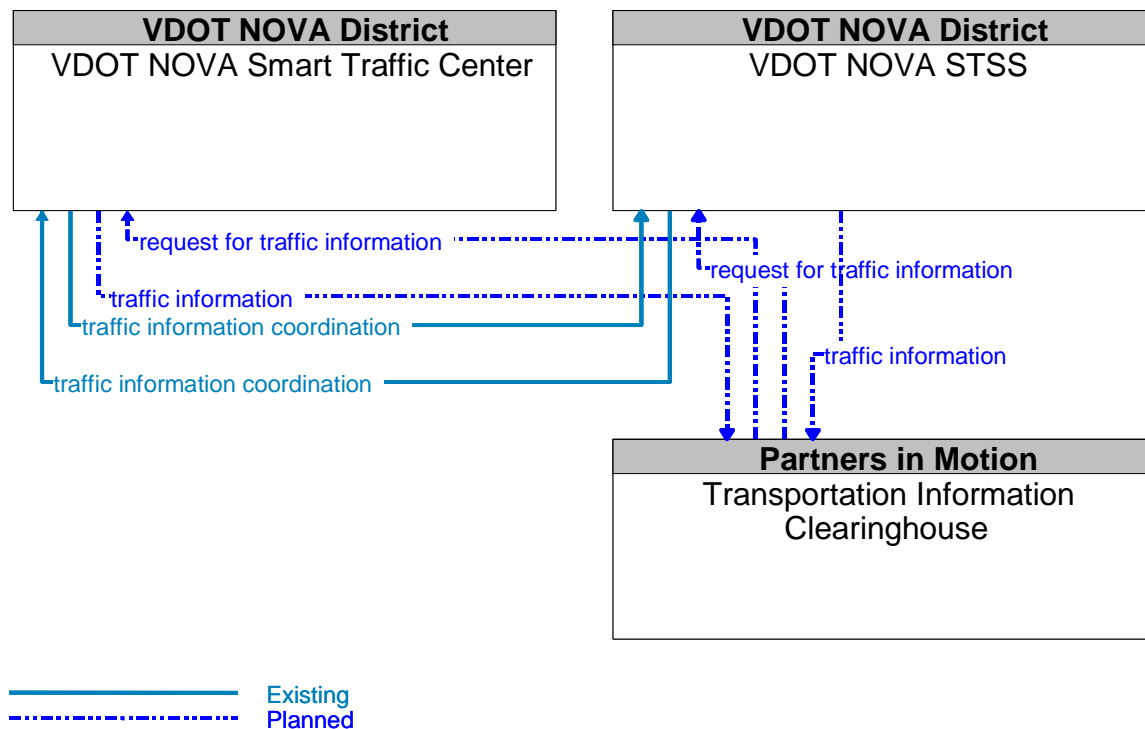 VDOT NOVA District
VDOT NOVA Smart Traffic Center
VDOT NOVA District
VDOT NOVA STSS
request for traffic information
request for traffic information
traffic information
traffic information coordination
traffic information
traffic information coordination
Partners in Motion
Transportation Information
Clearinghouse
Existing
Planned